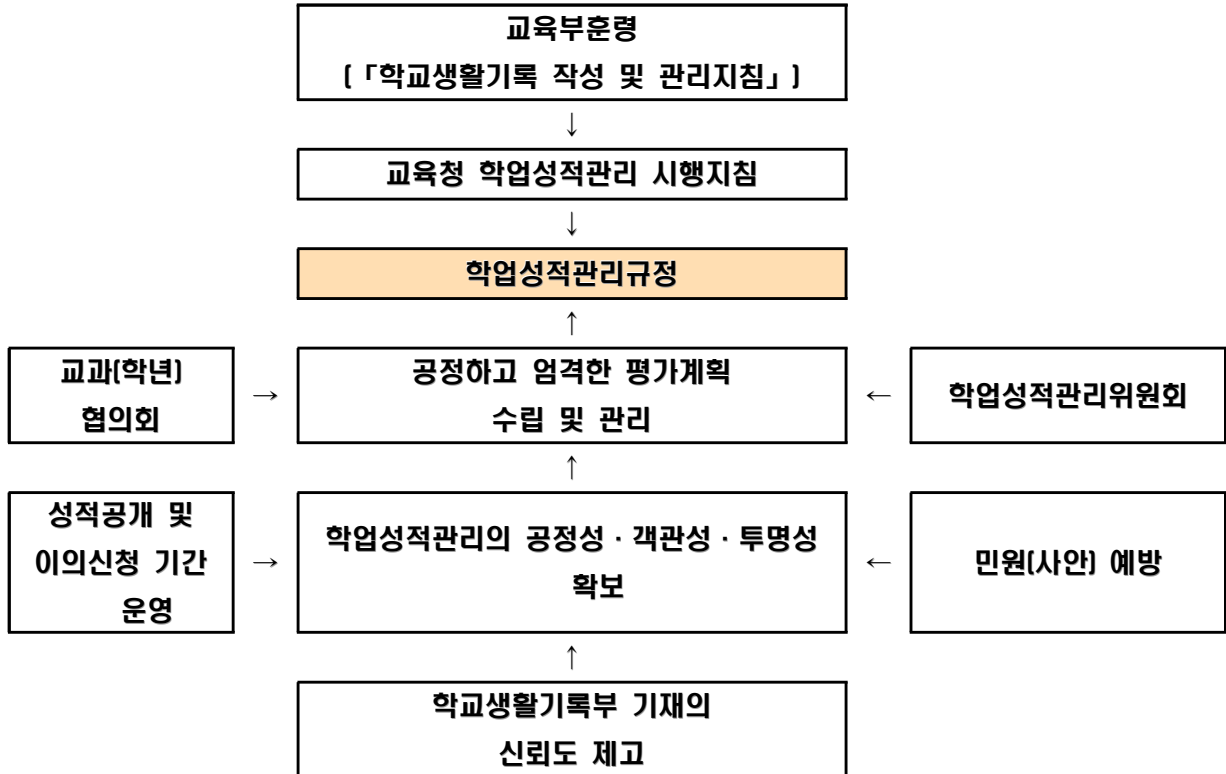 교육부훈령
(「학교생활기록 작성 및 관리지침」)
↓
교육청 학업성적관리 시행지침
↓
학업성적관리규정
↑
교과(학년)
협의회
→
공정하고 엄격한 평가계획
수립 및 관리
←
학업성적관리위원회
↑
성적공개 및
이의신청 기간
운영
→
학업성적관리의 공정성·객관성·투명성
확보
←
민원(사안) 예방
↑
학교생활기록부 기재의
신뢰도 제고